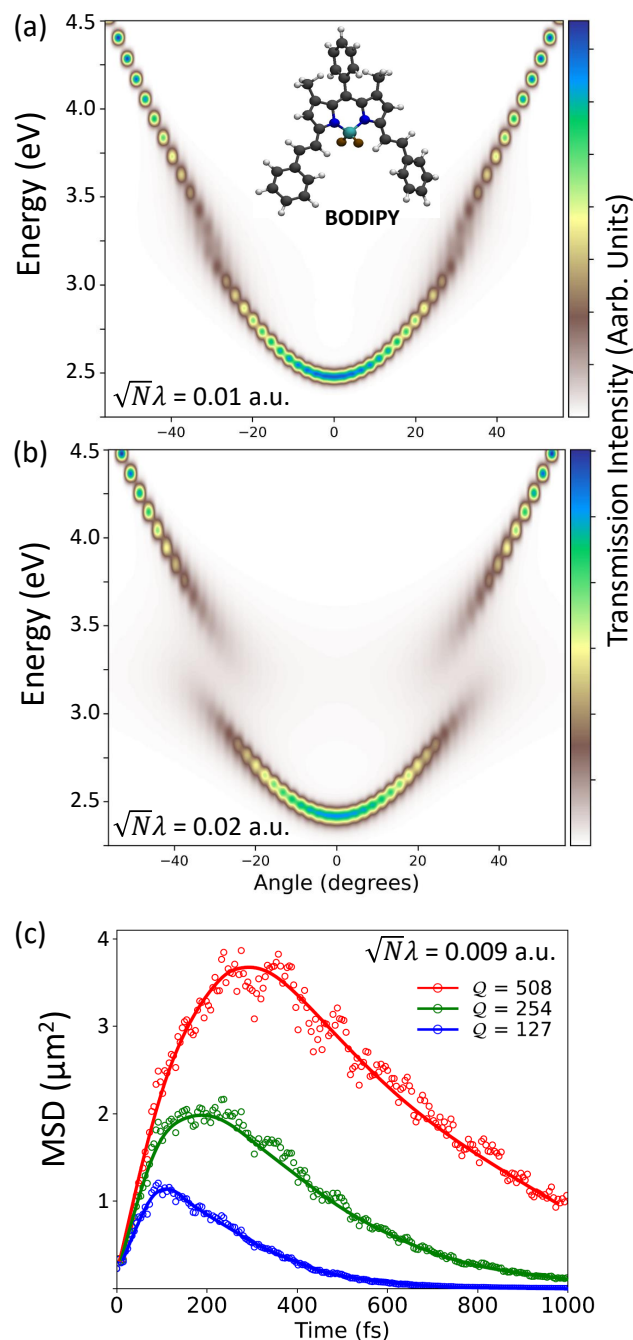 (a)
4.5
4.0
3.5
3.0
2.5
Energy (eV)
BODIPY
√Nλ = 0.01 a.u.
−40 −20 0 20 40
(b)
4.5
4.0
3.5
3.0
2.5
Energy (eV)
√Nλ = 0.02 a.u.
−40 −20 0 20 40
Angle (degrees)
Transmission Intensity (Aarb. Units)
(c)
4
3
2
1
MSD (μm²)
√Nλ = 0.009 a.u.
Q = 508
Q = 254
Q = 127
0 200 400 600 800 1000
Time (fs)